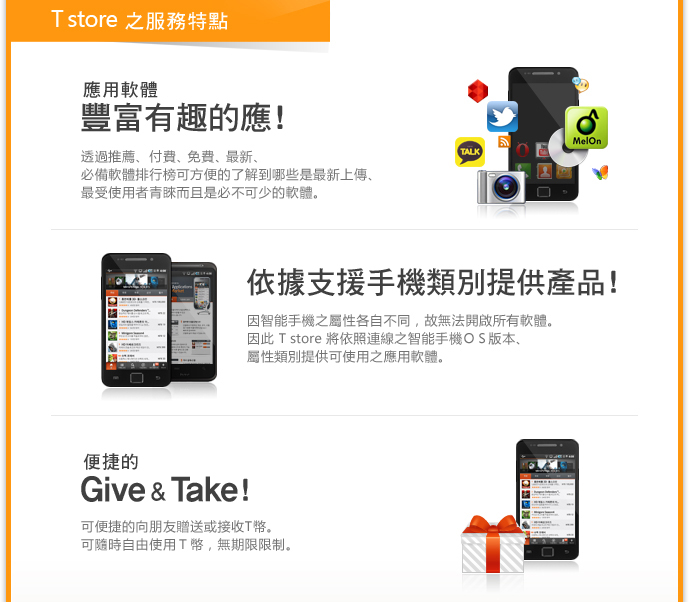 T store 之服務特點
應用軟體
豐富有趣的應!
透過推薦、付費、免費、最新、
必備軟體排行榜可方便的了解到哪些是最新上傳、
最受使用者青睞而且是必不可少的軟體。
TALK
MelOn
依據支援手機類別提供產品!
因智能手機之屬性各自不同，故無法開啟所有軟體。
因此 T store 將依照連線之智能手機ＯＳ版本、
屬性類別提供可使用之應用軟體。
便捷的
Give & Take!
可便捷的向朋友贈送或接收T幣。
可隨時自由使用 T 幣，無期限限制。